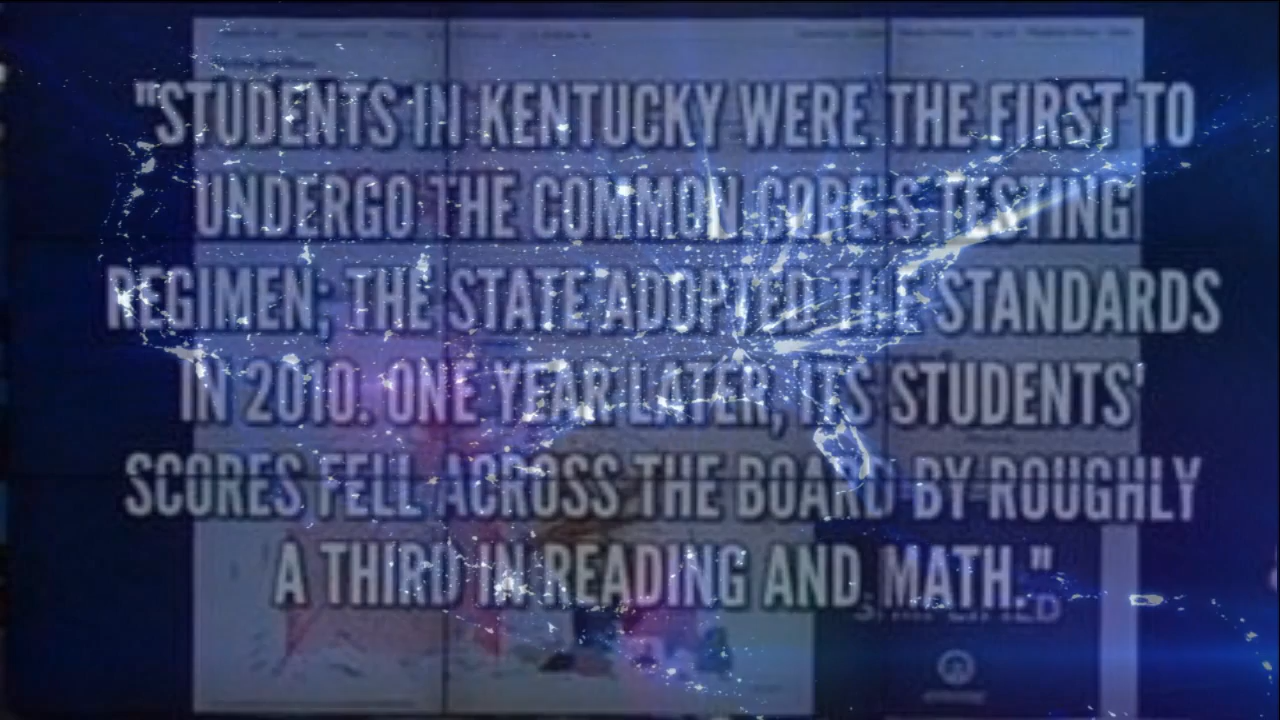 "STUDENTS IN KENTUCKY WERE THE FIRST TO
UNDERGO THE COMMON CORE'S TESTING
REGIMEN; THE STATE ADOPTED THE STANDARDS
IN 2010. ONE YEAR LATER, ITS STUDENTS'
SCORES FELL ACROSS THE BOARD BY ROUGHLY
A THIRD IN READING AND MATH."